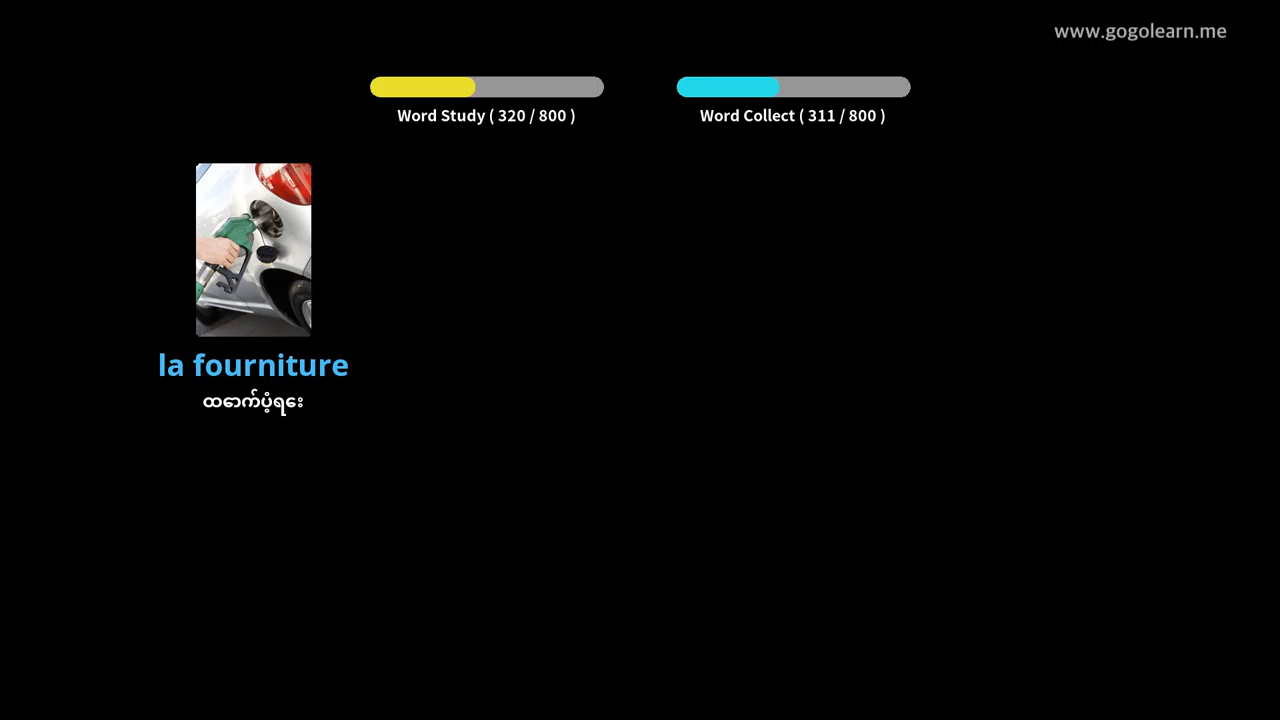 www.gogolearn.me
Word Study ( 320 / 800 )
Word Collect ( 311 / 800 )
la fourniture
ထောက်ပံ့ရေး